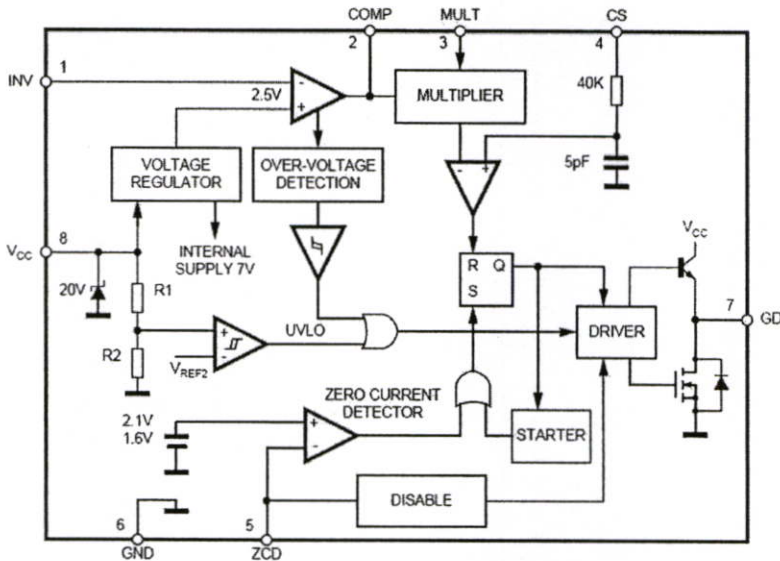 COMP MULT CS
2 3 4
INV 1
2.5V
-
+
MULTIPLIER
40K
5pF
VOLTAGE
REGULATOR
OVER-VOLTAGE
DETECTION
- +
VCC 8
INTERNAL
SUPPLY 7V
20V
R1
R Q
S
VCC
7 GD
DRIVER
R2
+
-
UVLO
VREF2
ZERO CURRENT
DETECTOR
2.1V
1.6V
+
-
STARTER
DISABLE
6 5
GND ZCD